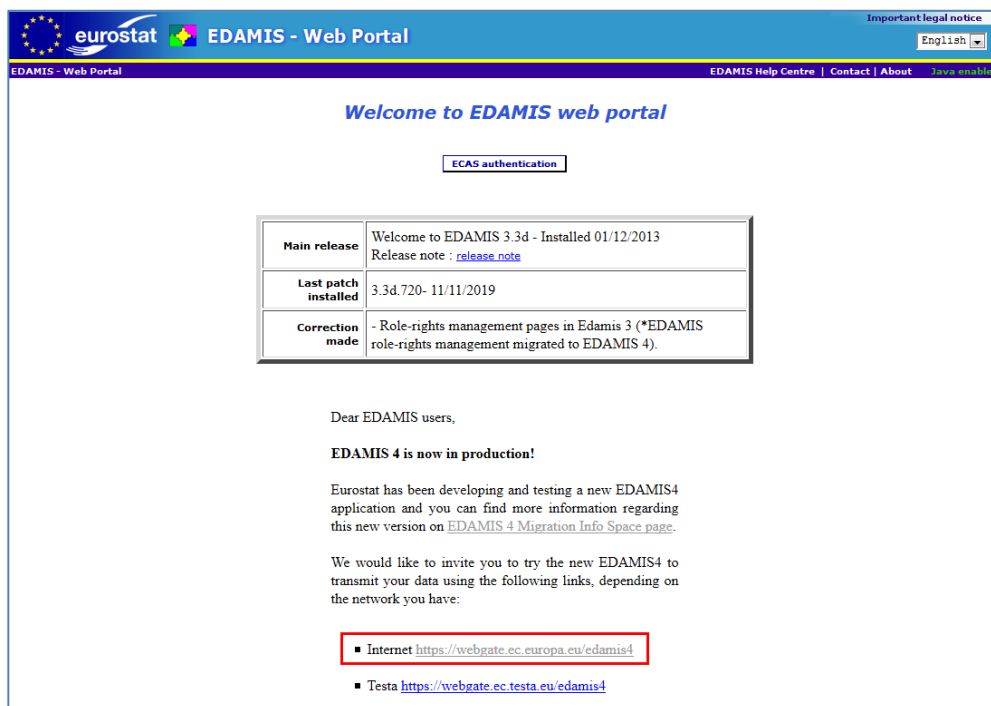 Important legal notice
eurostat EDAMIS - Web Portal
English
EDAMIS - Web Portal EDAMIS Help Centre | Contact | About Java enable
Welcome to EDAMIS web portal
ECAS authentication
Main release Welcome to EDAMIS 3.3d - Installed 01/12/2013
Release note : release note
Last patch installed 3.3d.720- 11/11/2019
Correction made - Role-rights management pages in Edamis 3 (*EDAMIS
role-rights management migrated to EDAMIS 4).
Dear EDAMIS users,
EDAMIS 4 is now in production!
Eurostat has been developing and testing a new EDAMIS4
application and you can find more information regarding
this new version on EDAMIS 4 Migration Info Space page.
We would like to invite you to try the new EDAMIS4 to
transmit your data using the following links, depending on
the network you have:
▪ Internet https://webgate.ec.europa.eu/edamis4
▪ Testa https://webgate.ec.testa.eu/edamis4